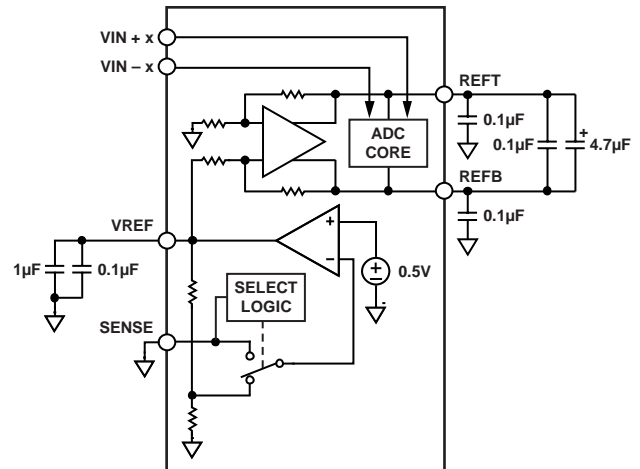 VIN + x
VIN – x
REFT
ADC
CORE
0.1µF
0.1µF
+
4.7µF
REFB
0.1µF
VREF
+
–
0.5V
1µF
0.1µF
SELECT
LOGIC
SENSE